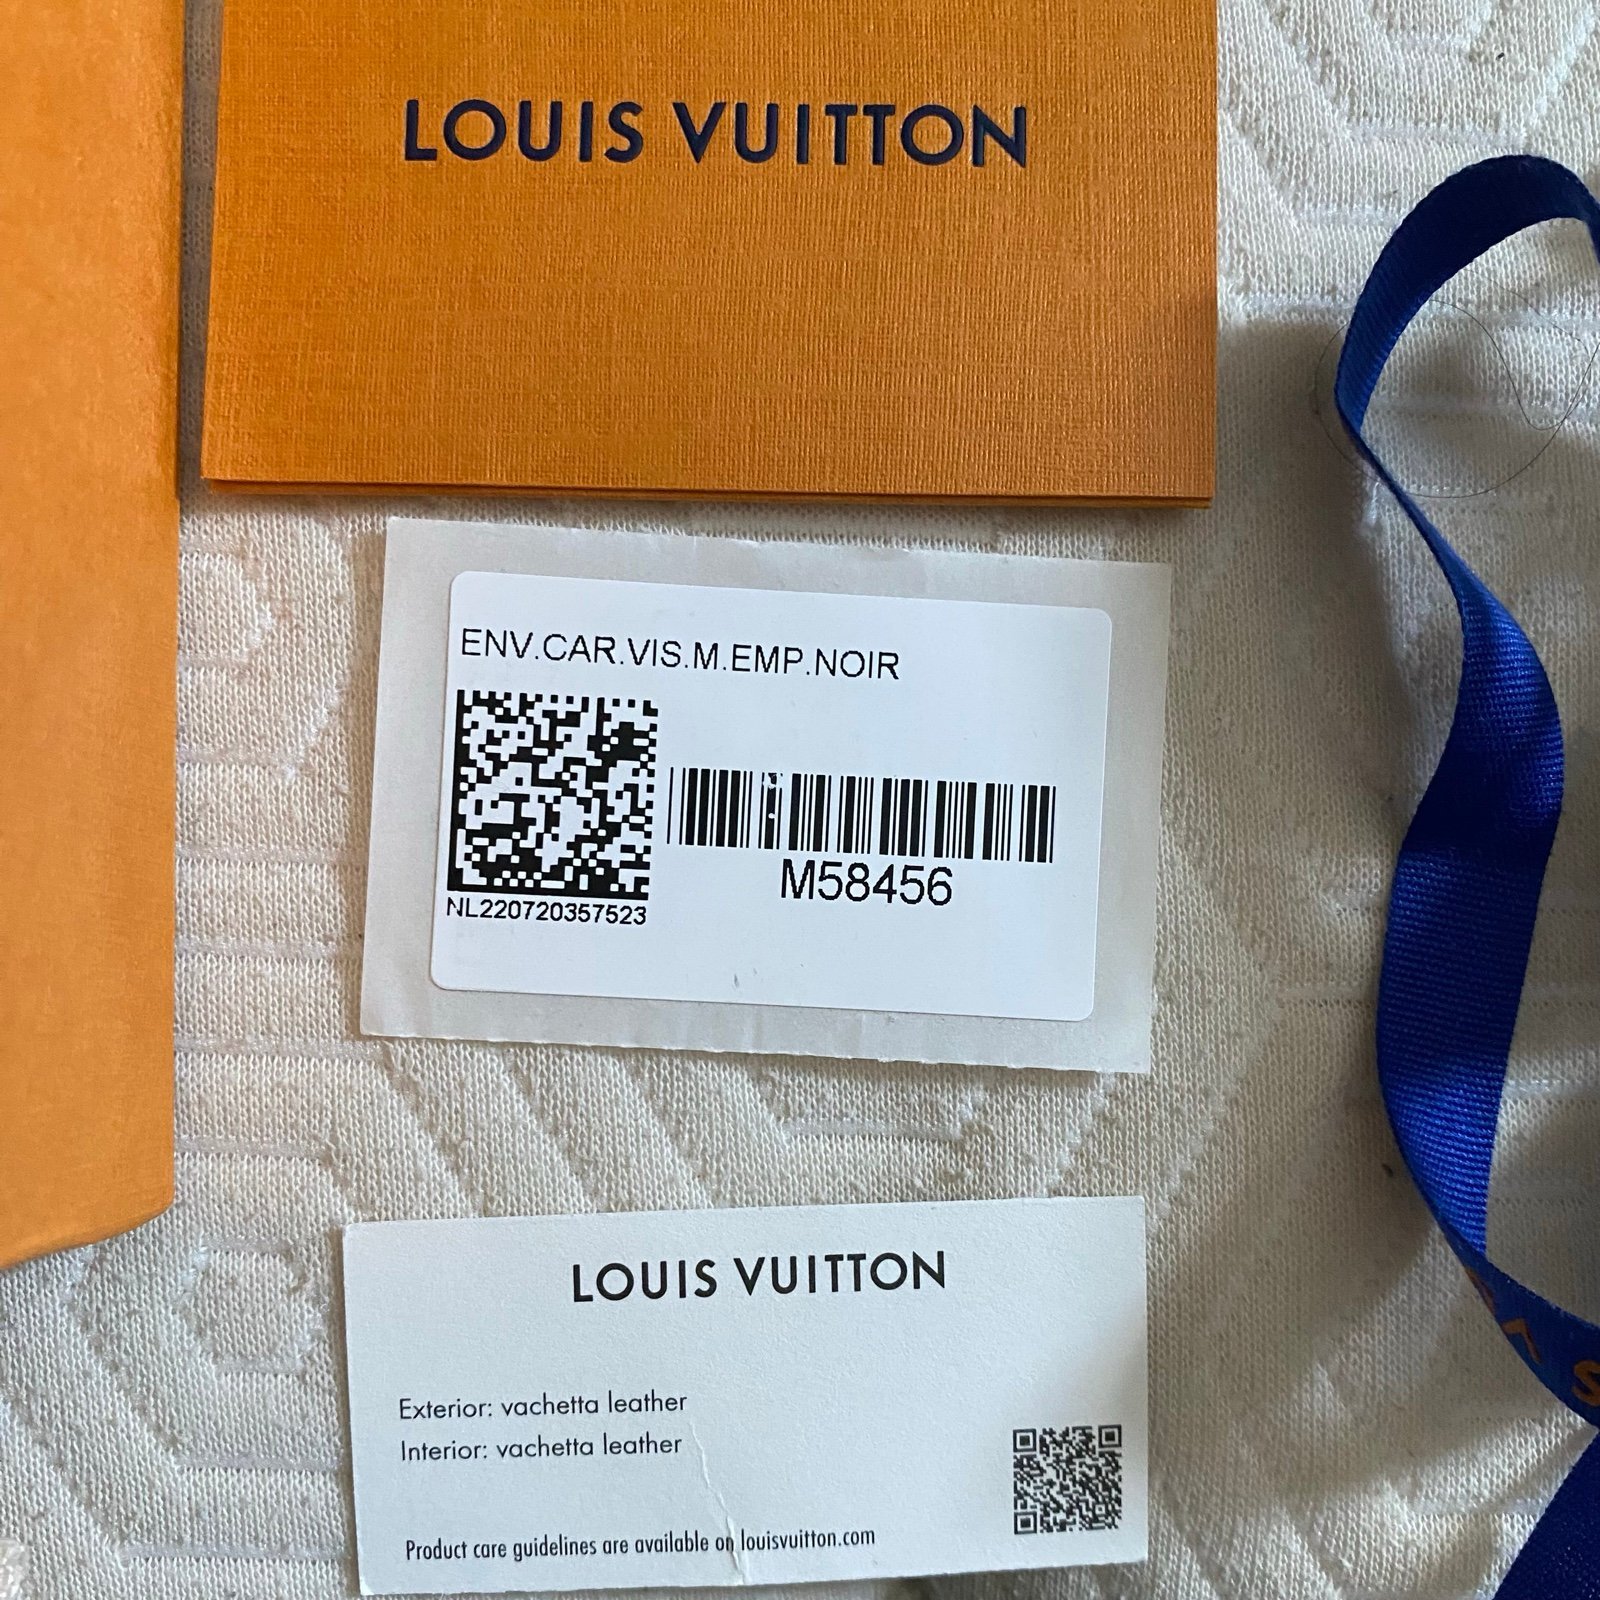 LOUIS VUITTON
ENV.CAR.VIS.M.EMP.NOIR
M58456
NL220720357523
LOUIS VUITTON
Exterior: vachetta leather
Interior: vachetta leather
Product care guidelines are available on louisvuitton.com